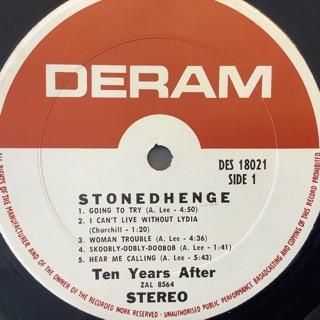 DERAM
DES 18021
SIDE 1
STONEDHENGE
1. GOING TO TRY (A. Lee - 4:50)
2. I CAN'T LIVE WITHOUT LYDIA
(Churchill - 1:20)
3. WOMAN TROUBLE (A. Lee - 4:36)
4. SKOOBLY-OOBLY-DOOBOB (A. Lee - 1:41)
5. HEAR ME CALLING (A. Lee - 5:43)
Ten Years After
ZAL 8564
STEREO
ALL RIGHTS OF THE MANUFACTURER AND OF THE OWNER OF THE RECORDED WORK RESERVED - UNAUTHORISED PUBLIC PERFORMANCE BROADCASTING AND COPYING OF THIS RECORD PROHIBITED